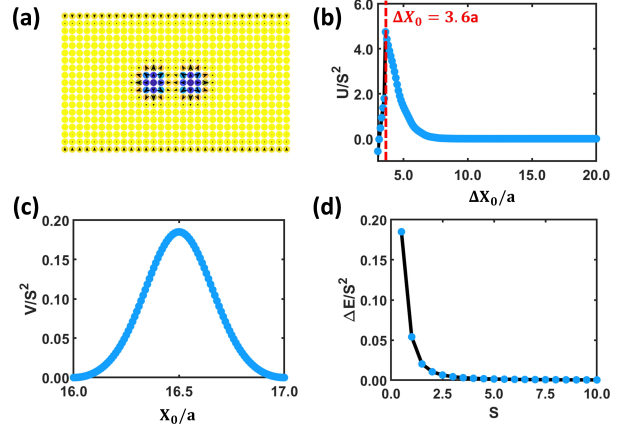 (a)
(b)
ΔX₀ = 3.6a
6.0
4.0
2.0
0.0
U/S²
5.0 10.0 15.0 20.0
ΔX₀/a
(c)
0.20
0.15
0.10
0.05
0.00
V/S²
16.0 16.5 17.0
X₀/a
(d)
0.20
0.15
0.10
0.05
0.00
ΔE/S²
0.0 2.5 5.0 7.5 10.0
S